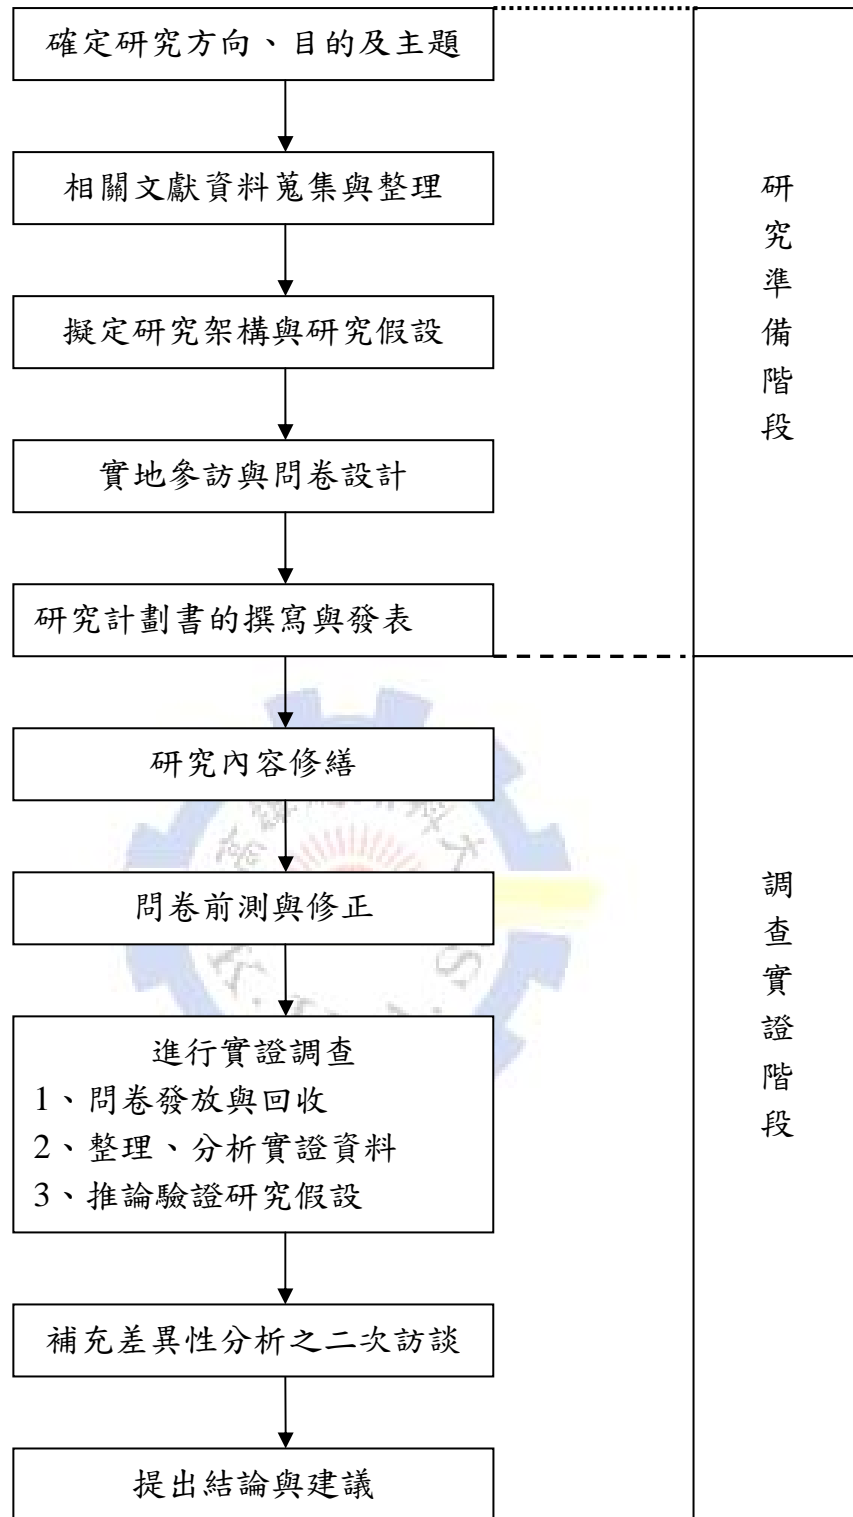 確定研究方向、目的及主題
相關文獻資料蒐集與整理
擬定研究架構與研究假設
實地參訪與問卷設計
研究計劃書的撰寫與發表
研究準備階段
研究內容修繕
問卷前測與修正
進行實證調查
1、問卷發放與回收
2、整理、分析實證資料
3、推論驗證研究假設
補充差異性分析之二次訪談
提出結論與建議
調查實證階段